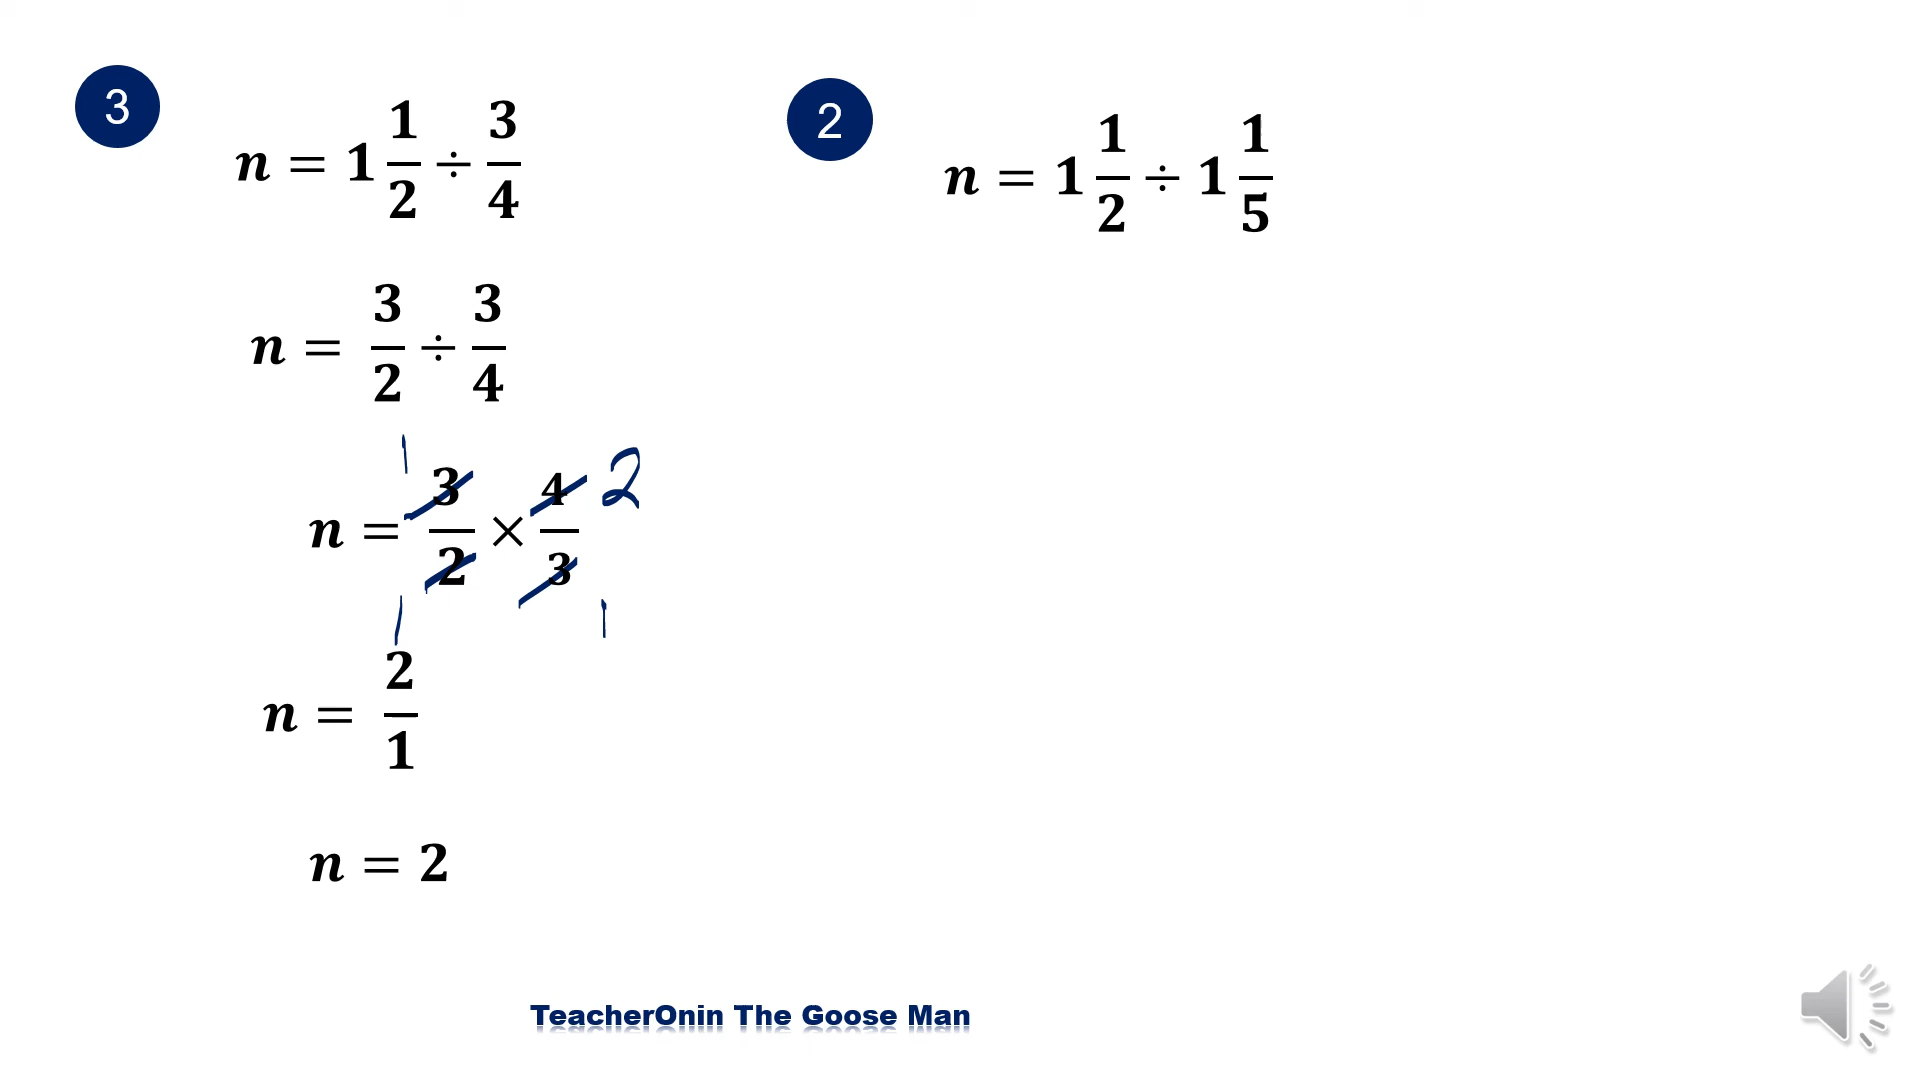 3
n = 1 1/2 ÷ 3/4
n = 3/2 ÷ 3/4
1 2
n = 3/2 × 4/3
1 1
n = 2/1
n = 2
2
n = 1 1/2 ÷ 1 1/5
TeacherOnin The Goose Man